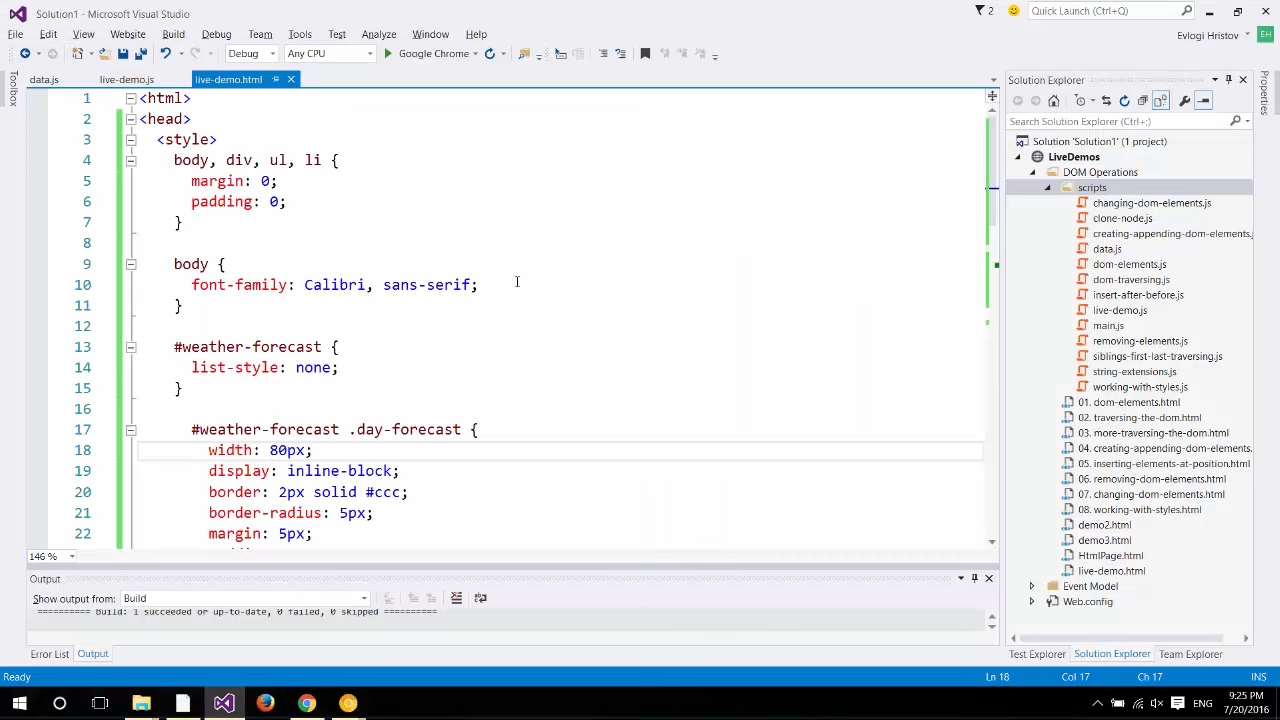 Solution1 - Microsoft Visual Studio
2
Quick Launch (Ctrl+Q)
File Edit View Website Build Debug Team Tools Test Analyze Window Help
Evlogi Hristov EH
Debug Any CPU Google Chrome
data.js live-demo.js live-demo.html
Toolbox
1 <html>
2 <head>
3 <style>
4 body, div, ul, li {
5 margin: 0;
6 padding: 0;
7 }
8
9 body {
10 font-family: Calibri, sans-serif;
11 }
12
13 #weather-forecast {
14 list-style: none;
15 }
16
17 #weather-forecast .day-forecast {
18 width: 80px;
19 display: inline-block;
20 border: 2px solid #ccc;
21 border-radius: 5px;
22 margin: 5px;
146 %
Output
Show output from: Build
========== Build: 1 succeeded or up-to-date, 0 failed, 0 skipped ==========
Error List Output
Solution Explorer
Properties
Search Solution Explorer (Ctrl+;)
Solution 'Solution1' (1 project)
LiveDemos
DOM Operations
scripts
changing-dom-elements.js
clone-node.js
creating-appending-dom-elements.
data.js
dom-elements.js
dom-traversing.js
insert-after-before.js
live-demo.js
main.js
removing-elements.js
siblings-first-last-traversing.js
string-extensions.js
working-with-styles.js
01. dom-elements.html
02. traversing-the-dom.html
03. more-traversing-the-dom.html
04. creating-appending-dom-elemen
05. inserting-elements-at-position.html
06. removing-dom-elements.html
07. changing-dom-elements.html
08. working-with-styles.html
demo2.html
demo3.html
HtmlPage.html
live-demo.html
Event Model
Web.config
Test Explorer Solution Explorer Team Explorer
Ready Ln 18 Col 17 Ch 17 INS
ENG
9:25 PM
7/20/2016